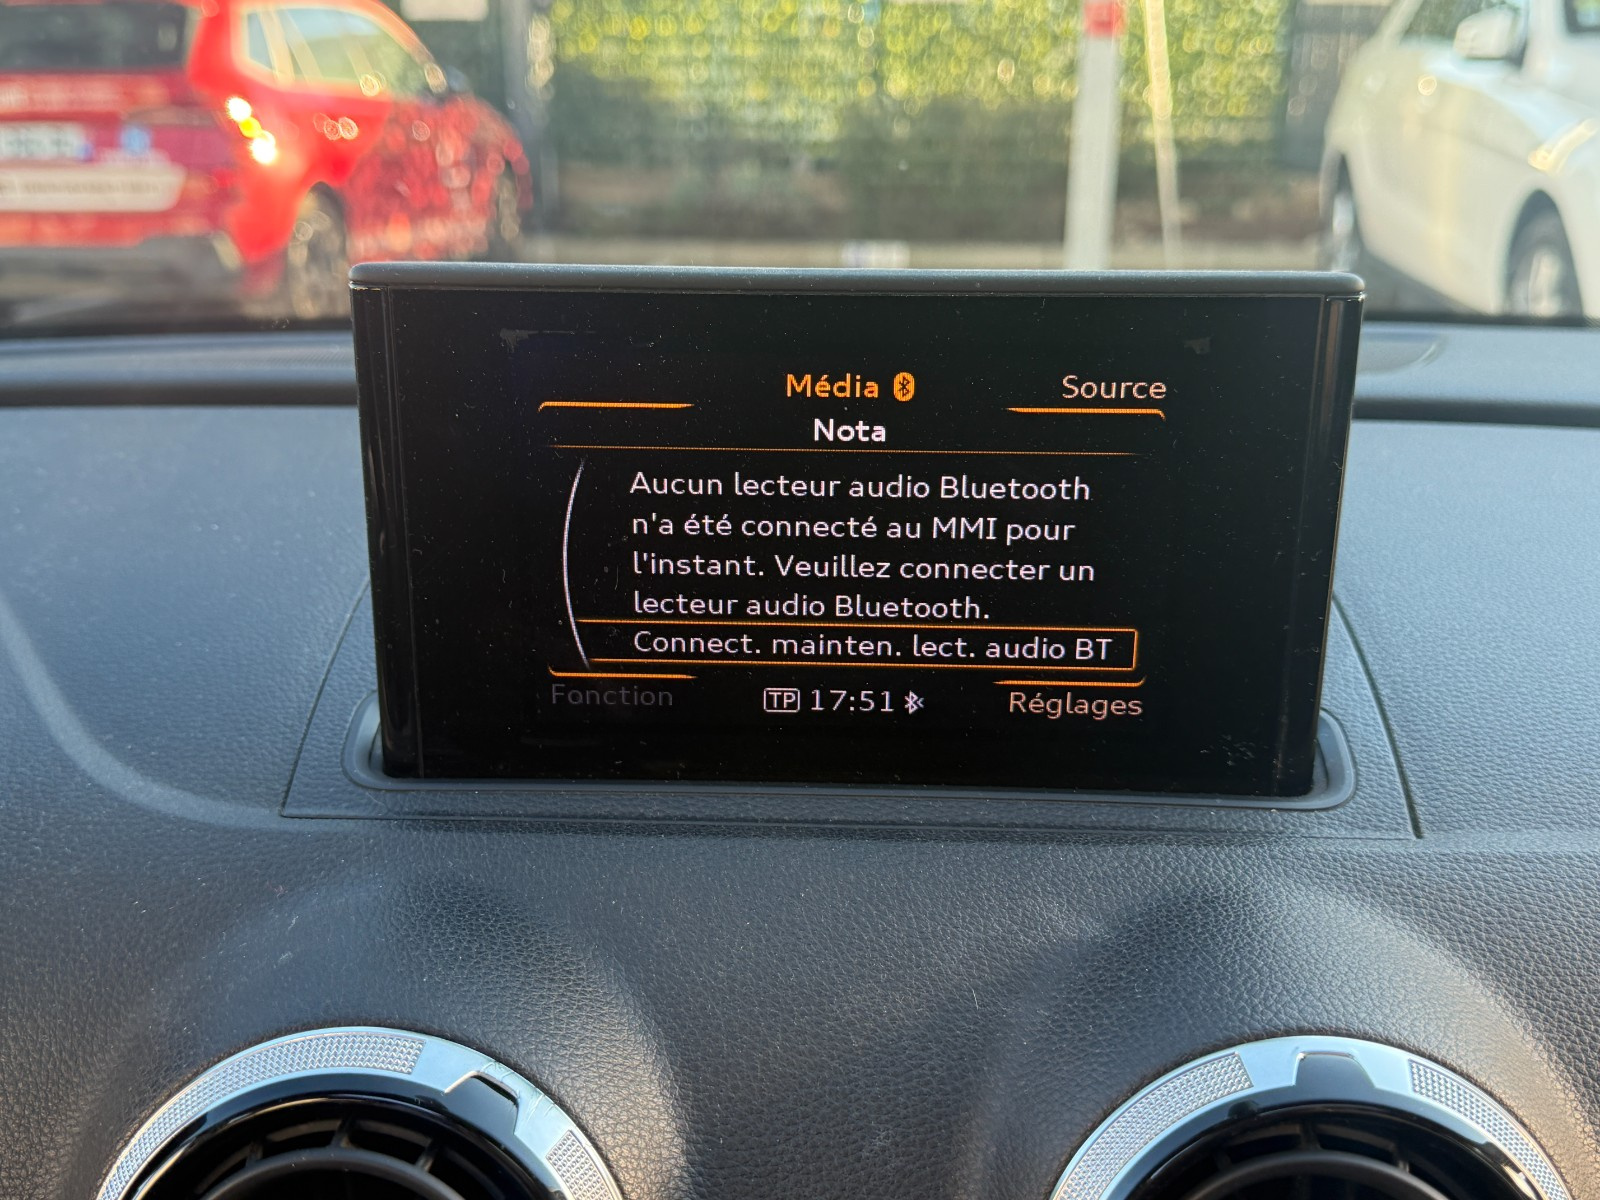 Média
Source
Nota
Aucun lecteur audio Bluetooth
n'a été connecté au MMI pour
l'instant. Veuillez connecter un
lecteur audio Bluetooth.
Connect. mainten. lect. audio BT
Fonction
TP 17:51
Réglages